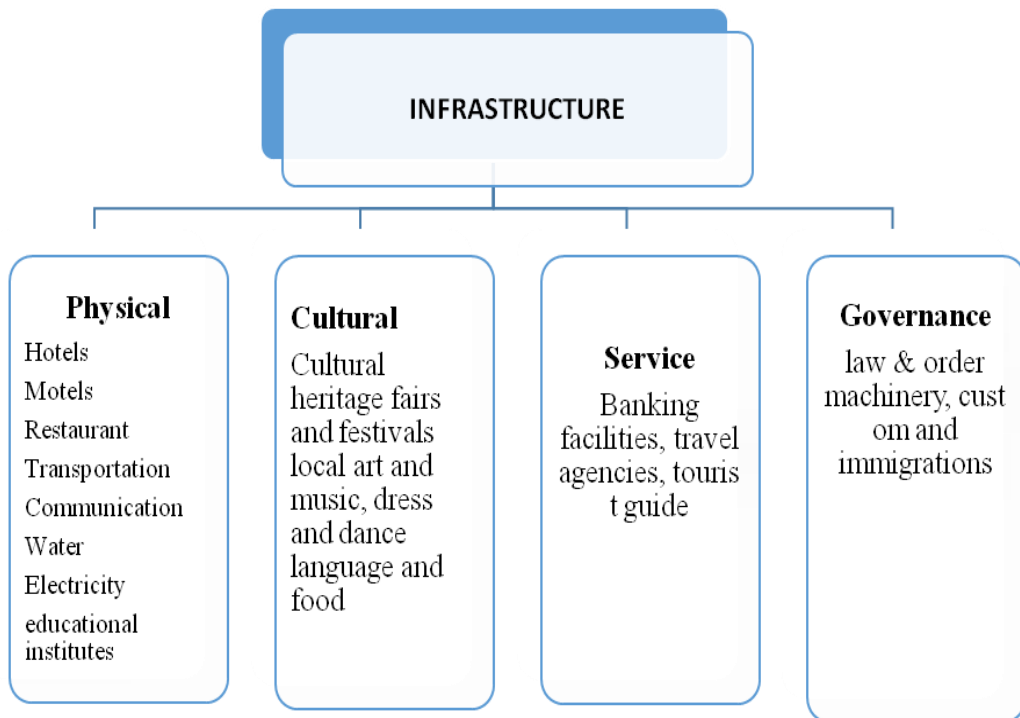 INFRASTRUCTURE
Physical
Hotels
Motels
Restaurant
Transportation
Communication
Water
Electricity
educational
institutes
Cultural
Cultural
heritage fairs
and festivals
local art and
music, dress
and dance
language and
food
Service
Banking
facilities, travel
agencies, touris
t guide
Governance
law & order
machinery, cust
om and
immigrations